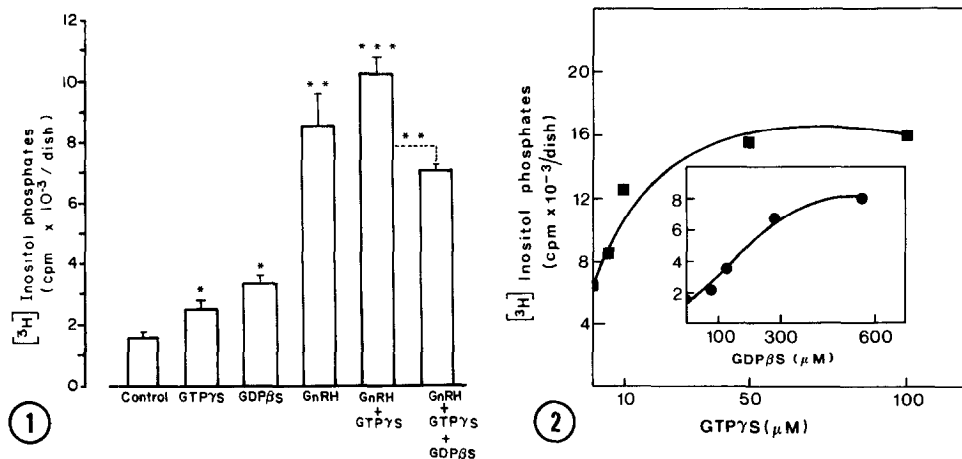 [3H] Inositol phosphates
(cpm x 10-3 / dish)
12
10
8
6
4
2
0
*
*
**
***
**
Control
GTPγS
GDPβS
GnRH
GnRH
+
GTPγS
GnRH
+
GTPγS
+
GDPβS
1
[3H] Inositol phosphates
(cpm x 10-3/dish)
20
16
12
8
4
10
50
100
GTPγS (μM)
8
6
4
2
100
300
600
GDPβS (μM)
2